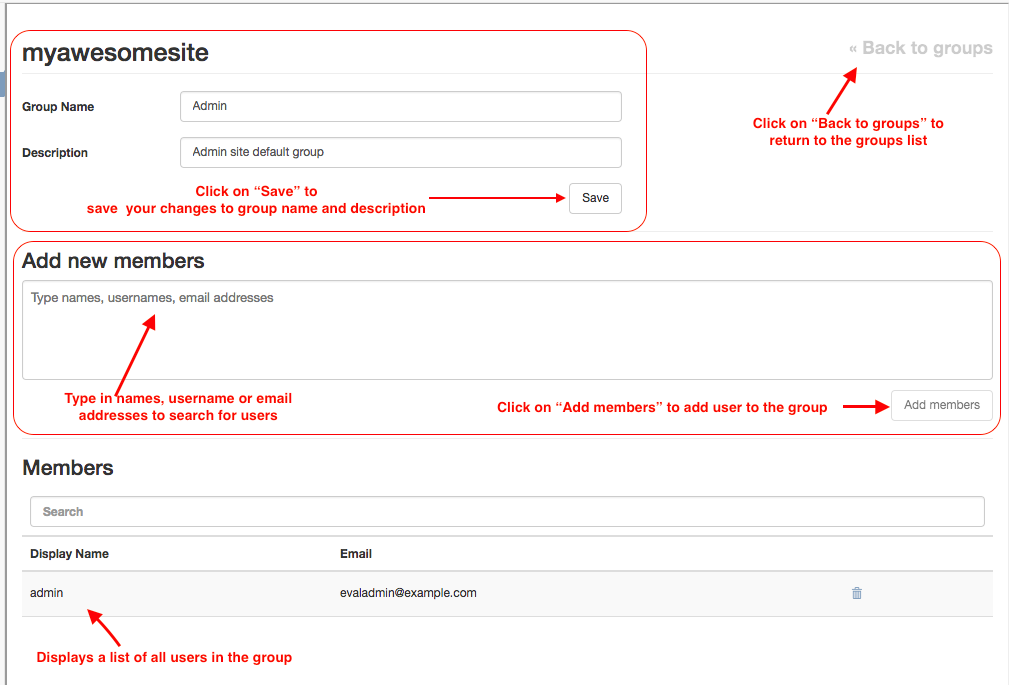 myawesomesite
« Back to groups
Group Name
Admin
Click on “Back to groups” to
return to the groups list
Description
Admin site default group
Click on “Save” to
save your changes to group name and description
Save
Add new members
Type names, usernames, email addresses
Type in names, username or email
addresses to search for users
Click on “Add members” to add user to the group
Add members
Members
Search
Display Name
Email
admin
evaladmin@example.com
Displays a list of all users in the group